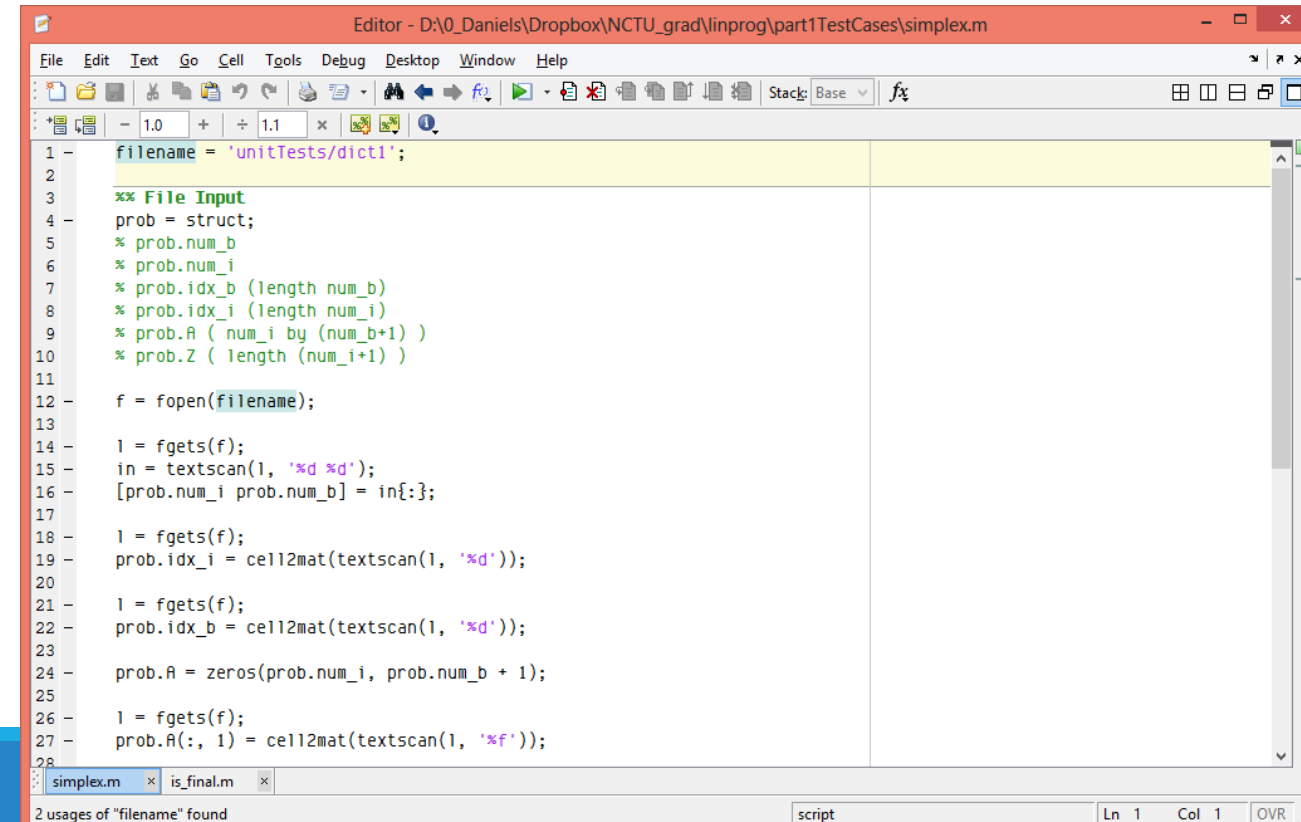 Editor - D:\0_Daniels\Dropbox\NCTU_grad\linprog\part1TestCases\simplex.m
File Edit Text Go Cell Tools Debug Desktop Window Help
Stack: Base fx
- 1.0 + ÷ 1.1 ×
1 - filename = 'unitTests/dict1';
2
3 %% File Input
4 - prob = struct;
5 % prob.num_b
6 % prob.num_i
7 % prob.idx_b (length num_b)
8 % prob.idx_i (length num_i)
9 % prob.A ( num_i by (num_b+1) )
10 % prob.Z ( length (num_i+1) )
11
12 - f = fopen(filename);
13
14 - l = fgets(f);
15 - in = textscan(l, '%d %d');
16 - [prob.num_i prob.num_b] = in{:};
17
18 - l = fgets(f);
19 - prob.idx_i = cell2mat(textscan(l, '%d'));
20
21 - l = fgets(f);
22 - prob.idx_b = cell2mat(textscan(l, '%d'));
23
24 - prob.A = zeros(prob.num_i, prob.num_b + 1);
25
26 - l = fgets(f);
27 - prob.A(:, 1) = cell2mat(textscan(l, '%f'));
28
simplex.m × is_final.m ×
2 usages of "filename" found script Ln 1 Col 1 OVR